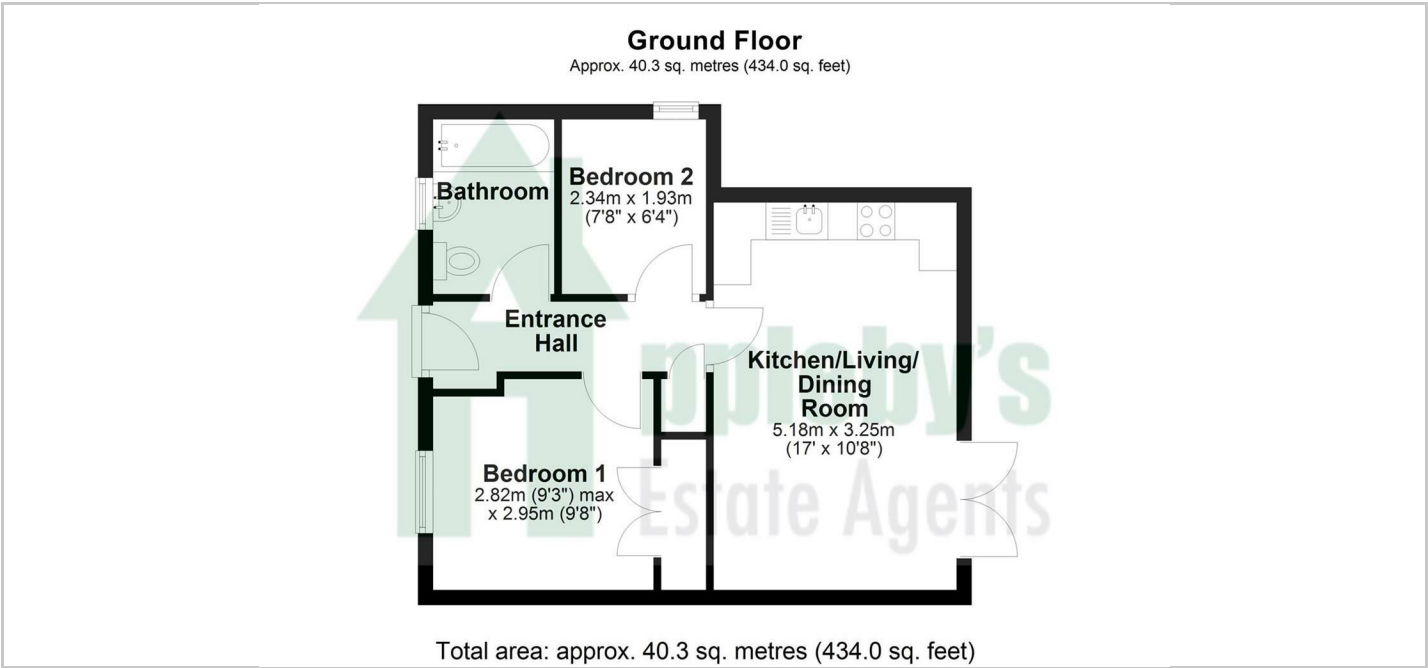 Ground Floor
Approx. 40.3 sq. metres (434.0 sq. feet)
Bathroom
Bedroom 2
2.34m x 1.93m
(7'8" x 6'4")
Entrance
Hall
Kitchen/Living/
Dining
Room
5.18m x 3.25m
(17' x 10'8")
Bedroom 1
2.82m (9'3") max
x 2.95m (9'8")
Appleby's
Estate Agents
Total area: approx. 40.3 sq. metres (434.0 sq. feet)